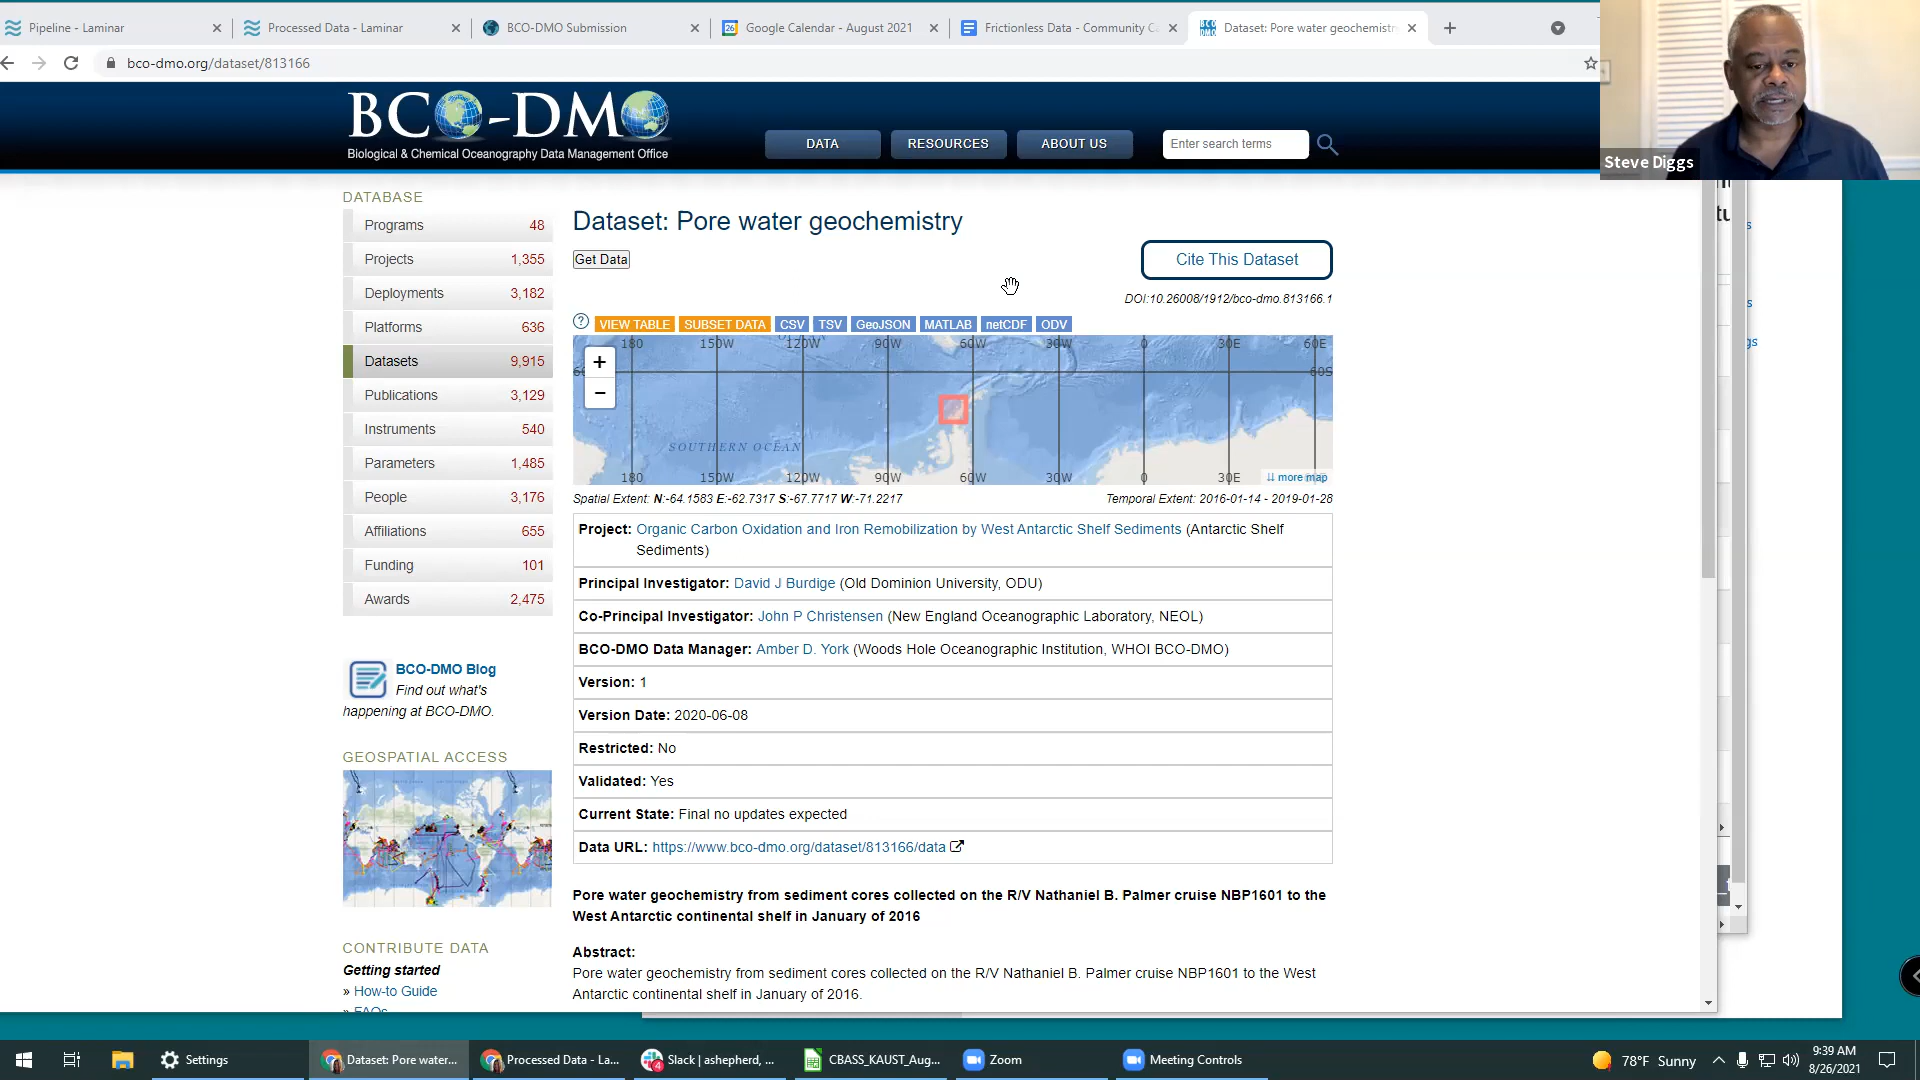 Pipeline - Laminar
Processed Data - Laminar
BCO-DMO Submission
Google Calendar - August 2021
Frictionless Data - Community Ca
Dataset: Pore water geochemistr
bco-dmo.org/dataset/813166
BCO-DMO
Biological & Chemical Oceanography Data Management Office
DATA
RESOURCES
ABOUT US
Enter search terms
Steve Diggs
DATABASE
Programs 48
Projects 1,355
Deployments 3,182
Platforms 636
Datasets 9,915
Publications 3,129
Instruments 540
Parameters 1,485
People 3,176
Affiliations 655
Funding 101
Awards 2,475
BCO-DMO Blog
Find out what's
happening at BCO-DMO.
GEOSPATIAL ACCESS
CONTRIBUTE DATA
Getting started
» How-to Guide
» FAQs
Dataset: Pore water geochemistry
Get Data
Cite This Dataset
DOI:10.26008/1912/bco-dmo.813166.1
VIEW TABLE SUBSET DATA CSV TSV GeoJSON MATLAB netCDF ODV
180 150W 120W 90W 60W 30W 0 30E 60E
+
60S
−
SOUTHERN OCEAN
180 150W 120W 90W 60W 30W 0 30E
more map
Spatial Extent: N:-64.1583 E:-62.7317 S:-67.7717 W:-71.2217
Temporal Extent: 2016-01-14 - 2019-01-28
Project: Organic Carbon Oxidation and Iron Remobilization by West Antarctic Shelf Sediments (Antarctic Shelf
Sediments)
Principal Investigator: David J Burdige (Old Dominion University, ODU)
Co-Principal Investigator: John P Christensen (New England Oceanographic Laboratory, NEOL)
BCO-DMO Data Manager: Amber D. York (Woods Hole Oceanographic Institution, WHOI BCO-DMO)
Version: 1
Version Date: 2020-06-08
Restricted: No
Validated: Yes
Current State: Final no updates expected
Data URL: https://www.bco-dmo.org/dataset/813166/data
Pore water geochemistry from sediment cores collected on the R/V Nathaniel B. Palmer cruise NBP1601 to the
West Antarctic continental shelf in January of 2016
Abstract:
Pore water geochemistry from sediment cores collected on the R/V Nathaniel B. Palmer cruise NBP1601 to the West
Antarctic continental shelf in January of 2016.
Settings
Dataset: Pore water...
Processed Data - La...
Slack | ashepherd, ...
4
CBASS_KAUST_Aug...
Zoom
Meeting Controls
78°F Sunny
9:39 AM
8/26/2021